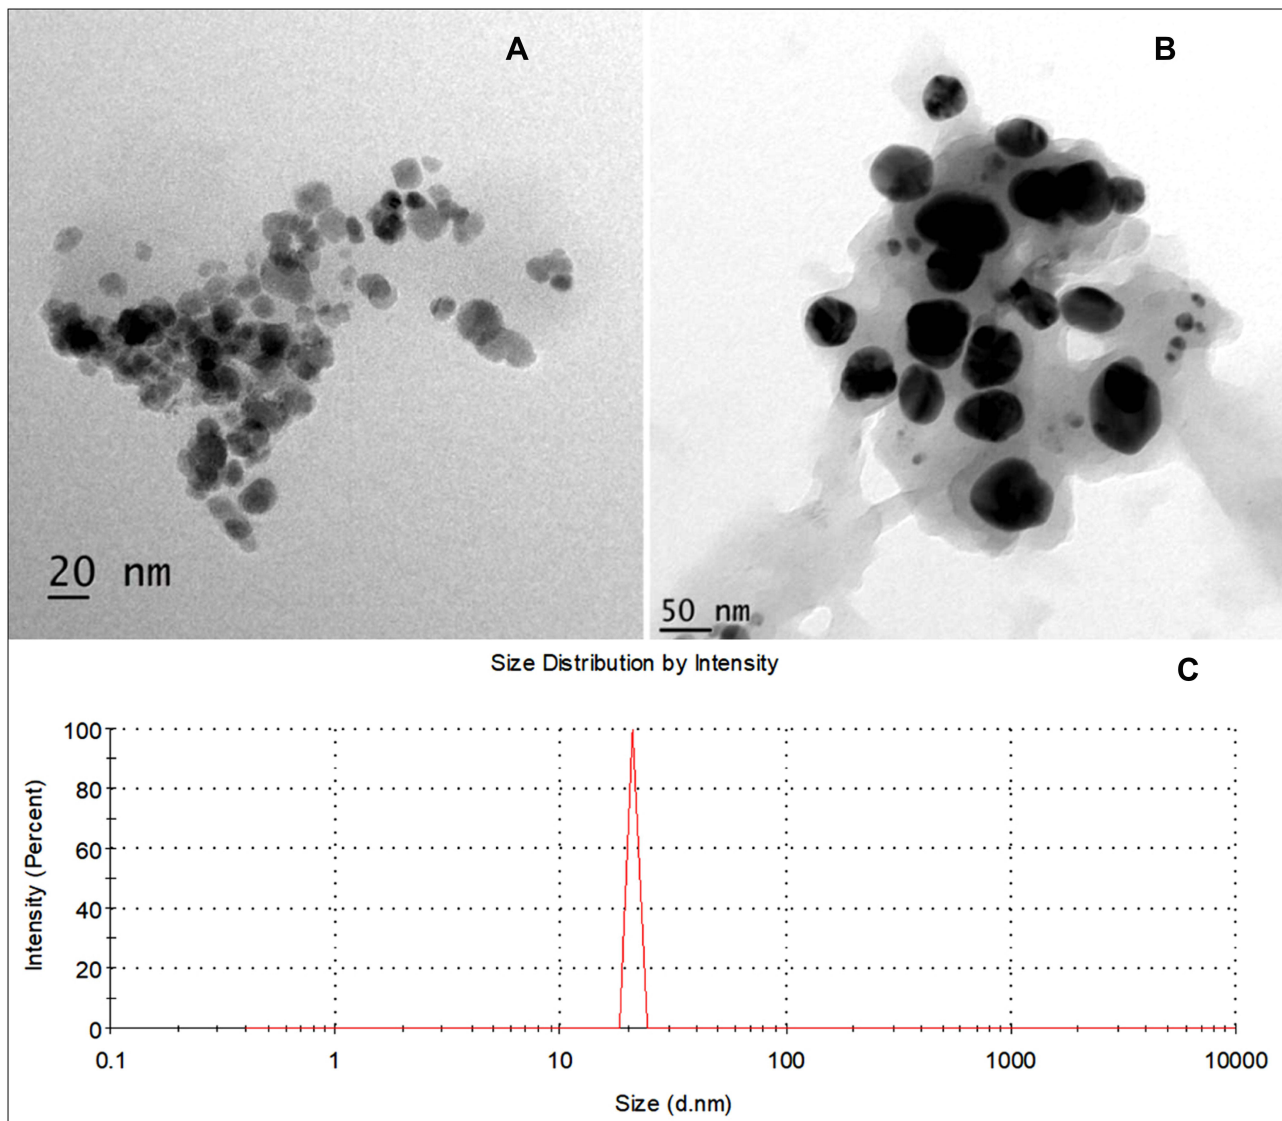 A
B
20 nm
50 nm
Size Distribution by Intensity
C
Intensity (Percent)
100
80
60
40
20
0
0.1 1 10 100 1000 10000
Size (d.nm)